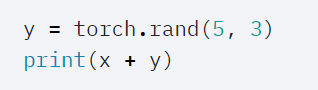 y = torch.rand(5, 3)
print(x + y)